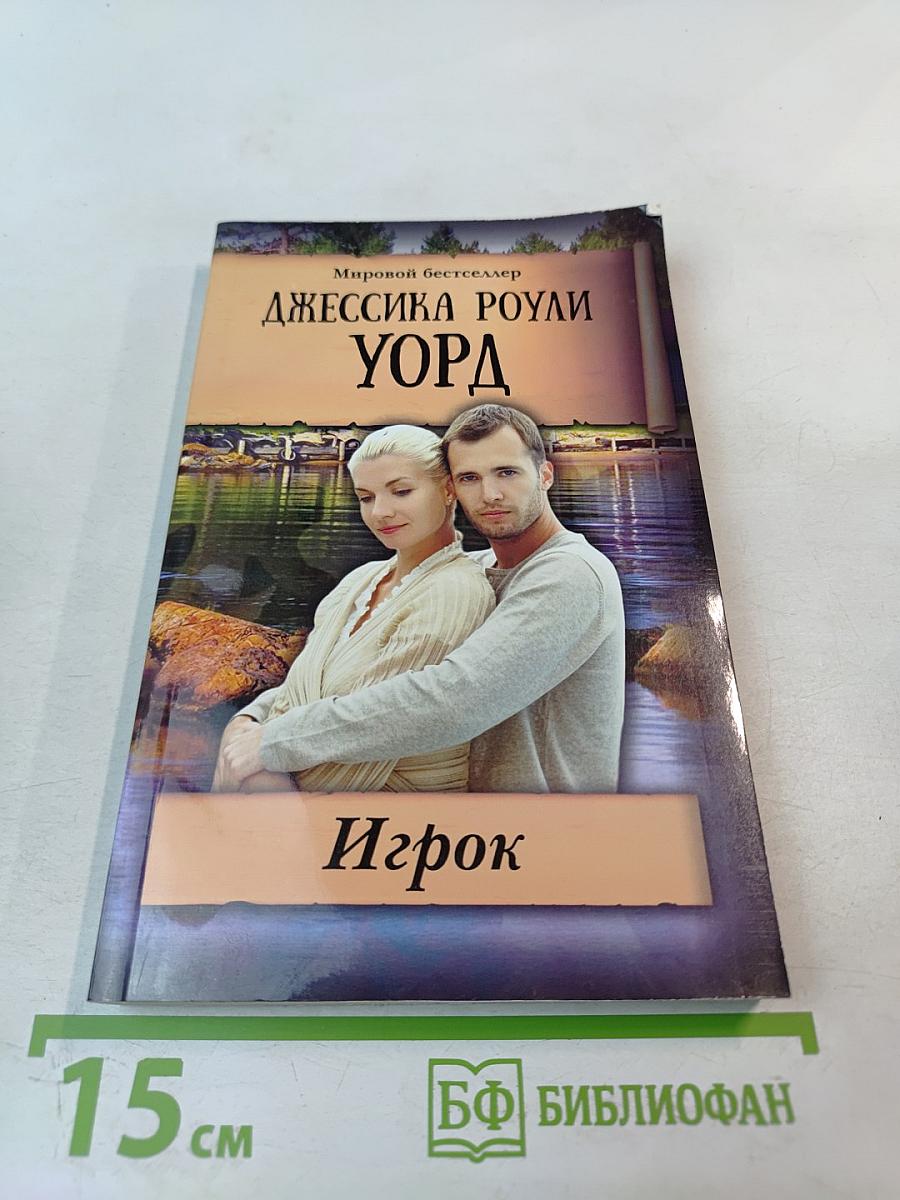 Мировой бестселлер
ДЖЕССИКА РОУЛИ
УОРД
Игрок
15 см
БФ БИБЛИОФАН